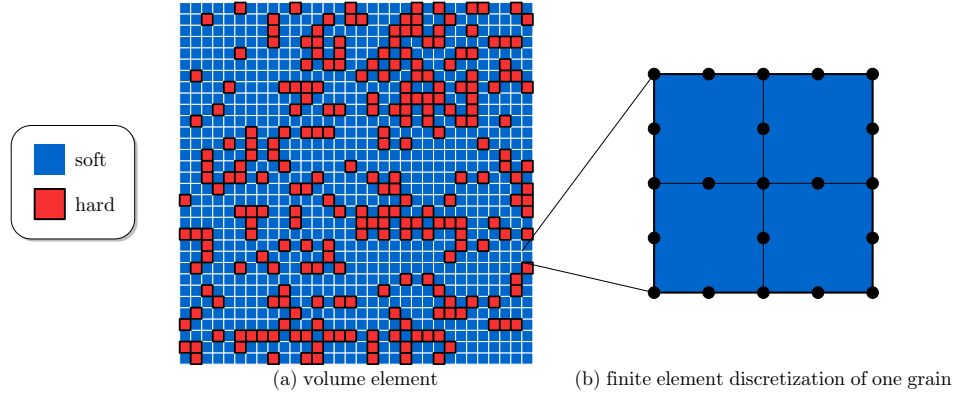 soft
hard
(a) volume element
(b) finite element discretization of one grain